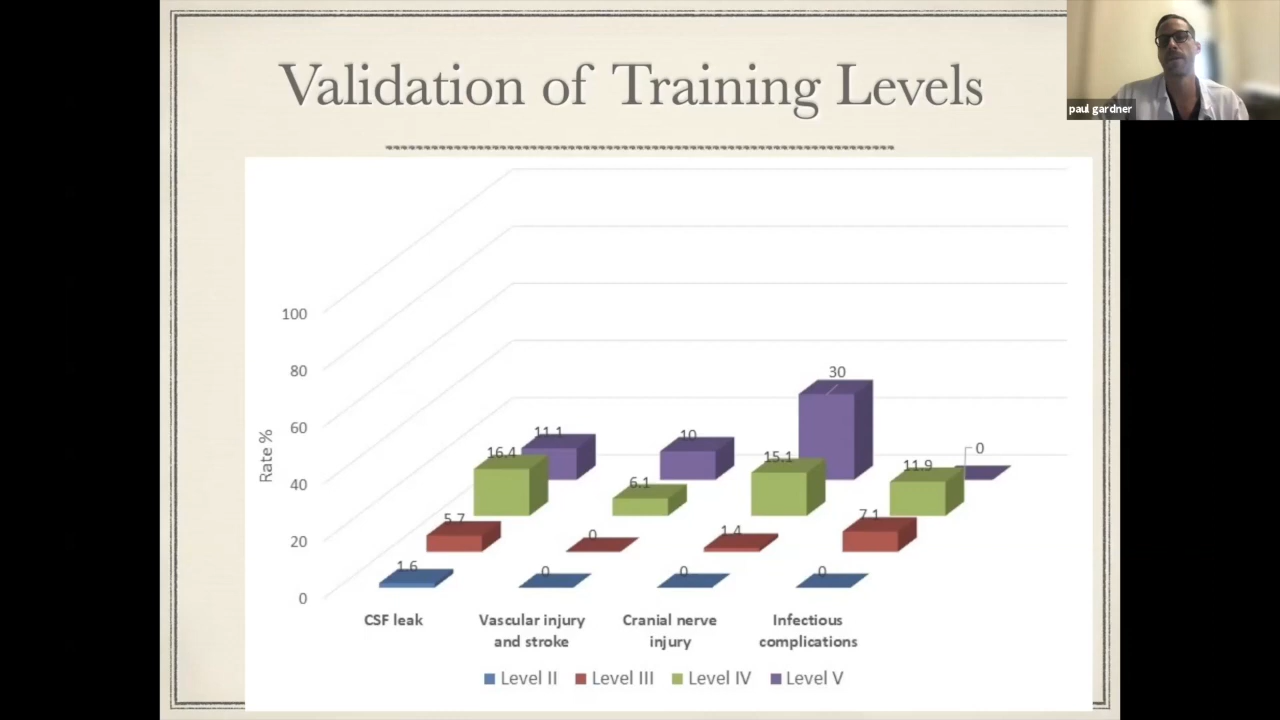 Validation of Training Levels
paul gardner
100
80
60
40
20
0
Rate %
11.1
10
30
0
16.4
6.1
15.1
11.9
5.7
0
1.4
7.1
1.6
0
0
0
CSF leak
Vascular injury and stroke
Cranial nerve injury
Infectious complications
Level II
Level III
Level IV
Level V